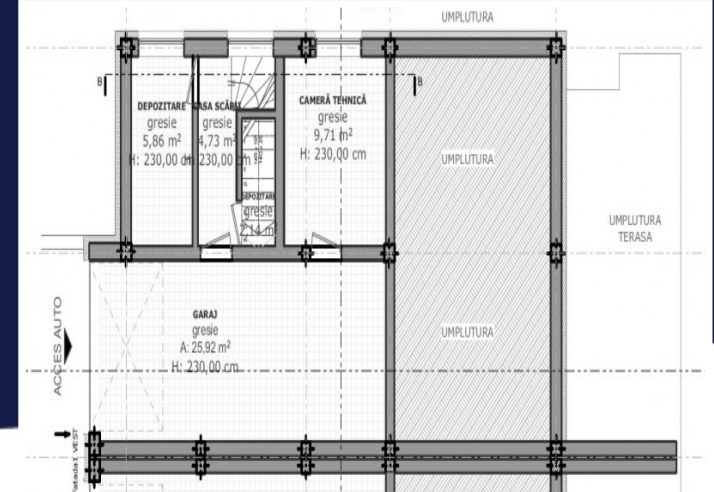 UMPLUTURA
B
B
DEPOZITARE
gresie
5,86 m²
H: 230,00 cm
CASA SCĂRII
gresie
4,73 m²
H: 230,00 cm
CAMERĂ TEHNICĂ
gresie
9,71 m²
H: 230,00 cm
DEPOZITARE
gresie
2,14 m²
UMPLUTURA
UMPLUTURA
TERASA
ACCES AUTO
GARAJ
gresie
A: 25,92 m²
H: 230,00 cm
UMPLUTURA
Fatada1 VEST